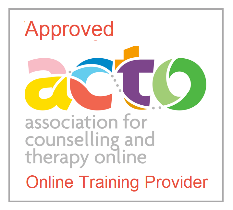 Approved
acto
association for
counselling and
therapy online
Online Training Provider